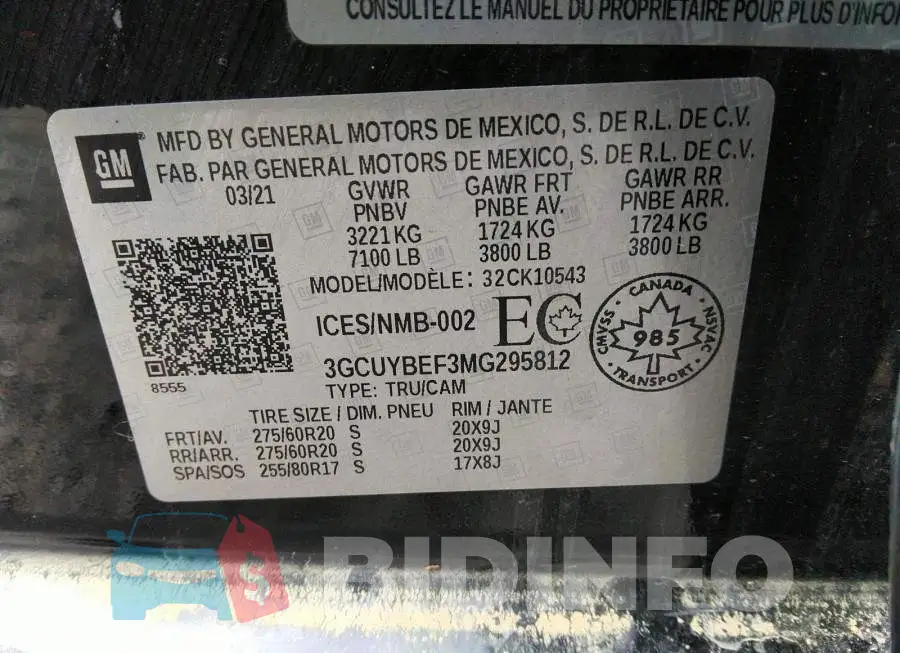 CONSULTEZ LE MANUEL DU PROPRIÉTAIRE POUR PLUS D'INFOR
GM
MFD BY GENERAL MOTORS DE MEXICO, S. DE R.L. DE C.V.
FAB. PAR GENERAL MOTORS DE MEXICO, S. DE R.L. DE C.V.
03/21 GVWR GAWR FRT GAWR RR
PNBV PNBE AV. PNBE ARR.
3221 KG 1724 KG 1724 KG
7100 LB 3800 LB 3800 LB
MODEL/MODÈLE: 32CK10543
ICES/NMB-002 EC
CANADA
CMVSS 985 NSVAC
TRANSPORT
3GCUYBEF3MG295812
8555
TYPE: TRU/CAM
TIRE SIZE / DIM. PNEU RIM / JANTE
FRT/AV. 275/60R20 S 20X9J
RR/ARR. 275/60R20 S 20X9J
SPA/SOS 255/80R17 S 17X8J
$ BIDINFO